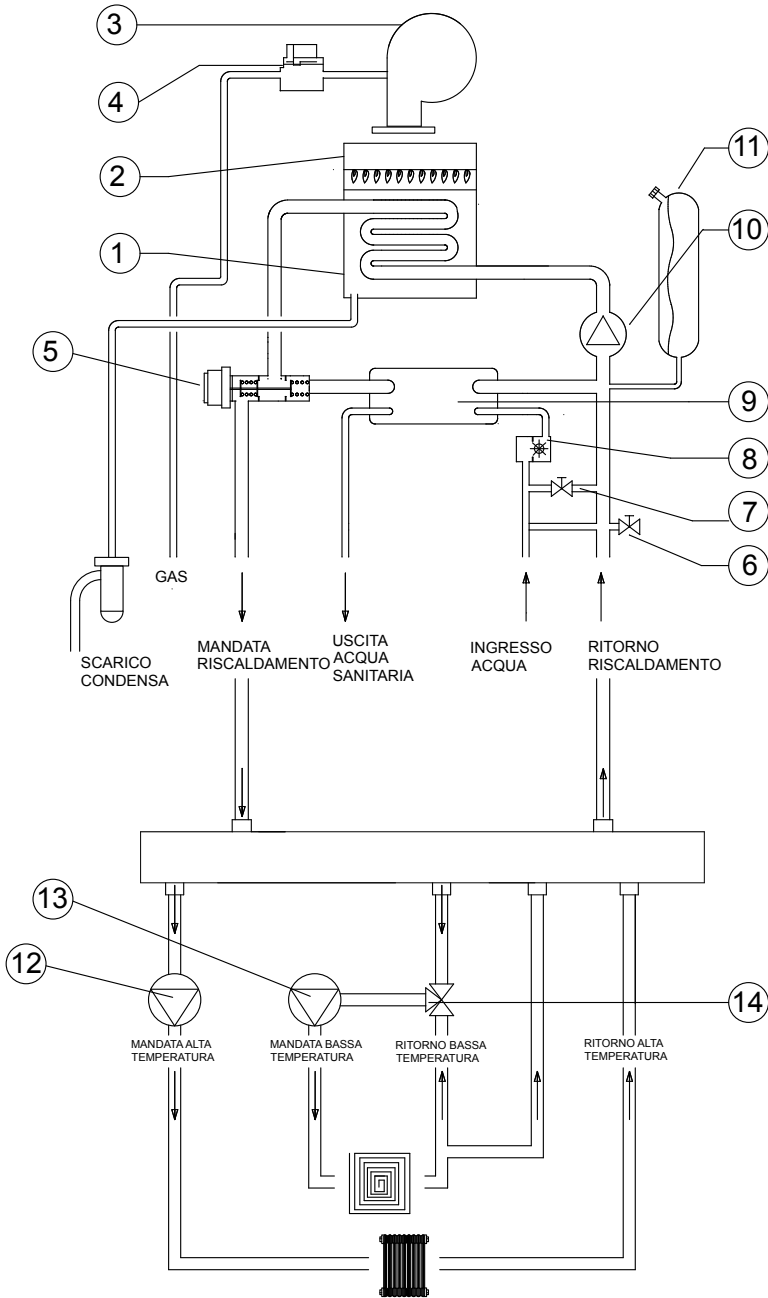 3
4
2
11
1
10
5
9
8
7
6
GAS
SCARICO
CONDENSA
MANDATA
RISCALDAMENTO
USCITA
ACQUA
SANITARIA
INGRESSO
ACQUA
RITORNO
RISCALDAMENTO
13
12
14
MANDATA ALTA
TEMPERATURA
MANDATA BASSA
TEMPERATURA
RITORNO BASSA
TEMPERATURA
RITORNO ALTA
TEMPERATURA